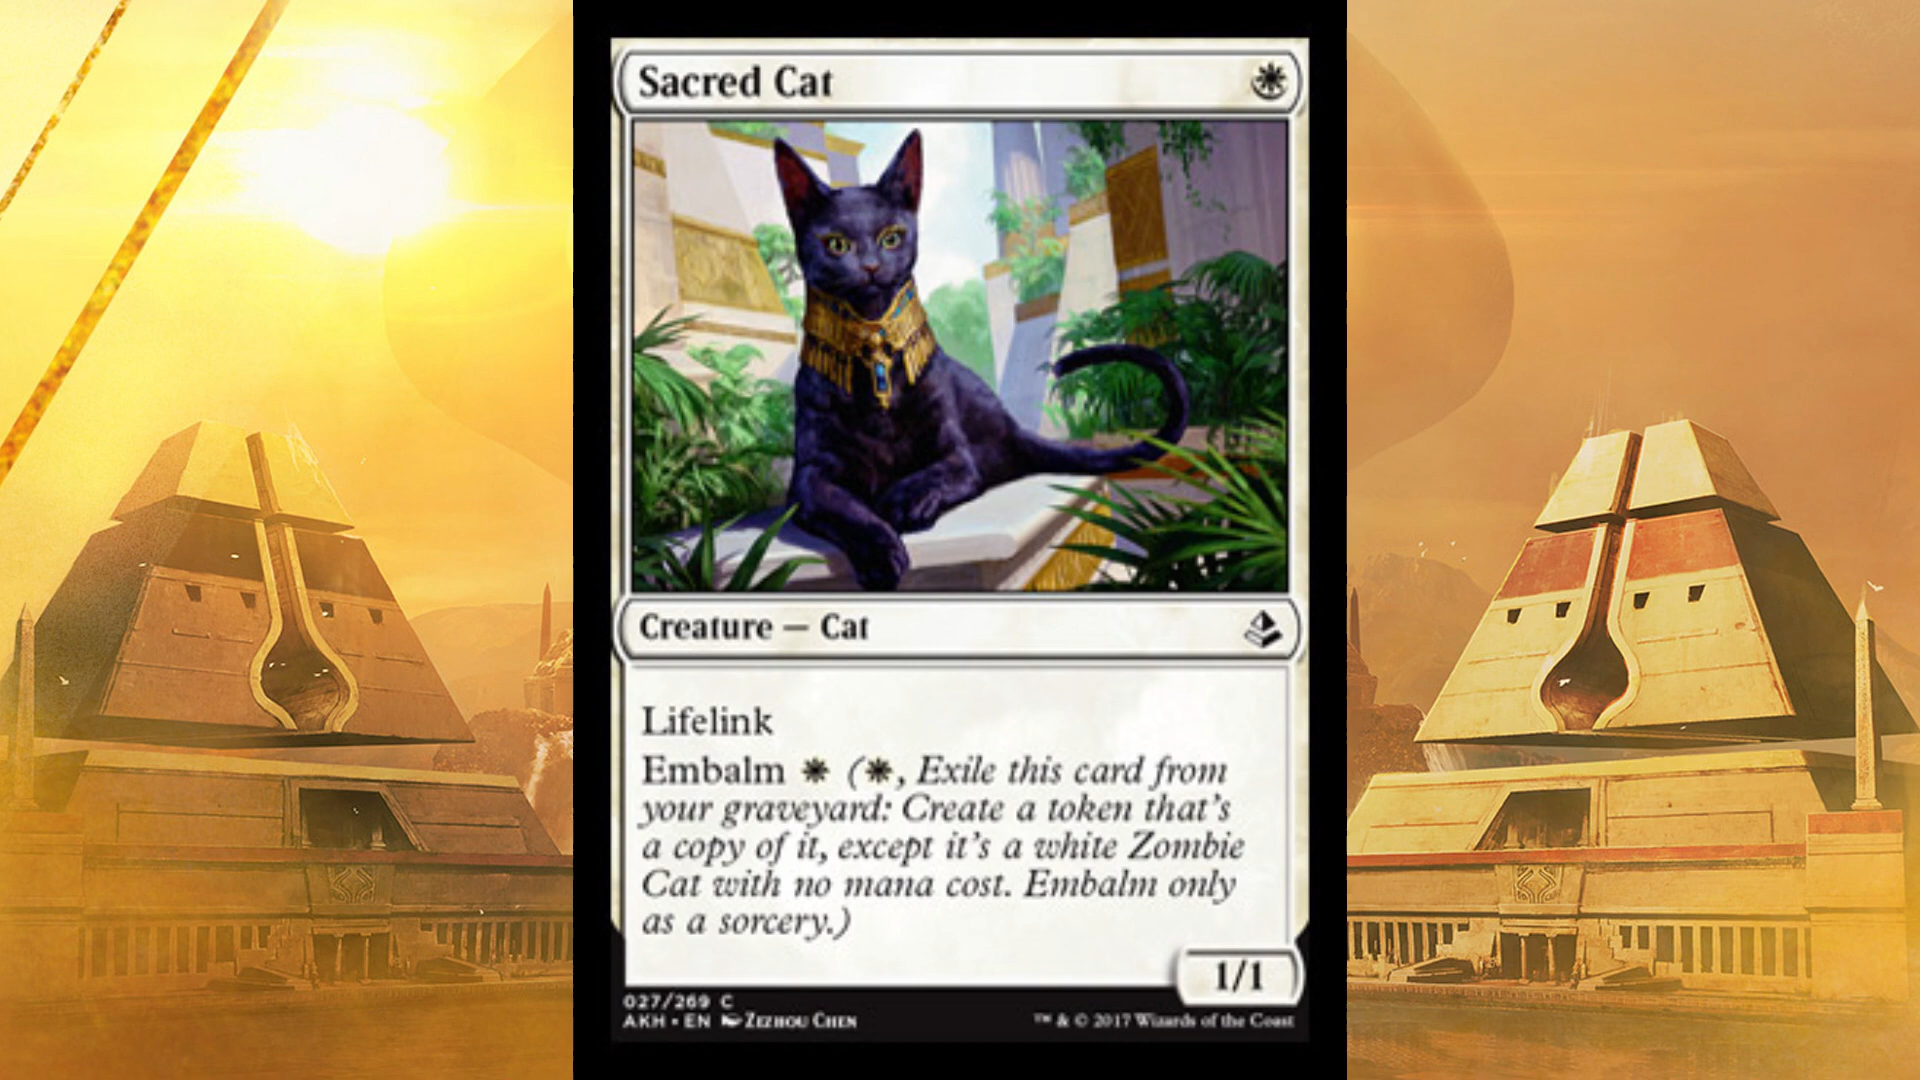 Sacred Cat
Creature — Cat
Lifelink
Embalm (, Exile this card from
your graveyard: Create a token that's
a copy of it, except it's a white Zombie
Cat with no mana cost. Embalm only
as a sorcery.)
1/1
027/269 C
AKH • EN Zezhou Chen
™ & © 2017 Wizards of the Coast